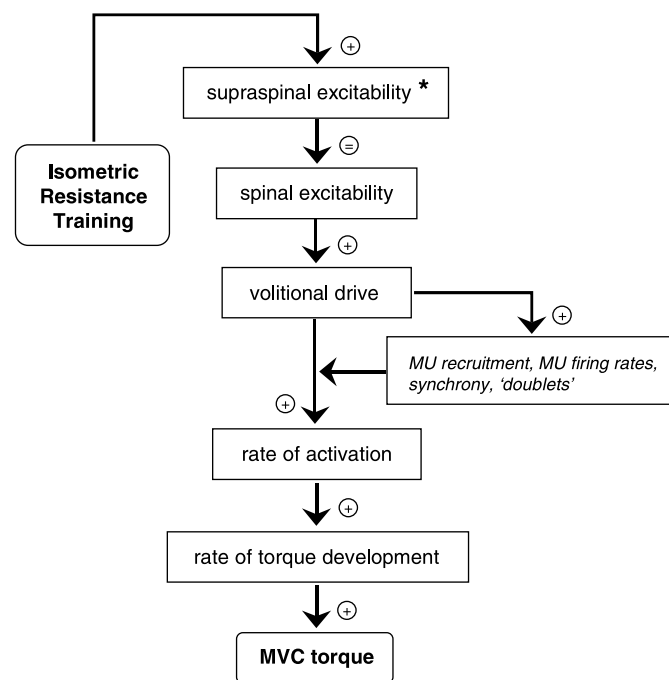 +
supraspinal excitability *
=
Isometric
Resistance
Training
spinal excitability
+
volitional drive
+
MU recruitment, MU firing rates,
synchrony, ‘doublets’
+
rate of activation
+
rate of torque development
+
MVC torque